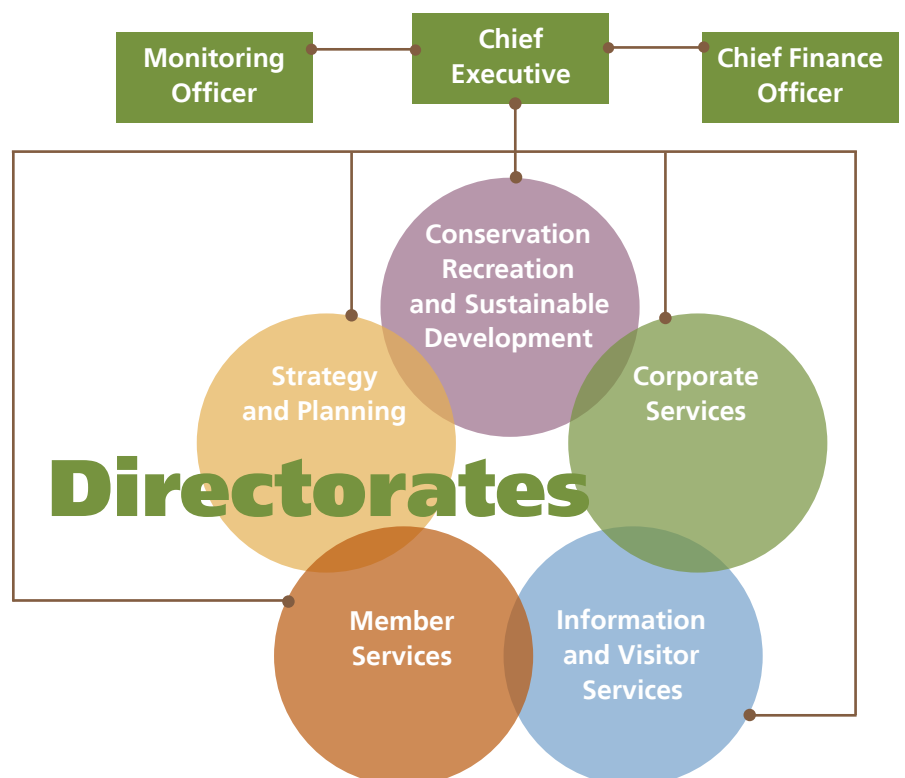 Monitoring
Officer
Chief
Executive
Chief Finance
Officer
Conservation
Recreation
and Sustainable
Development
Strategy
and Planning
Corporate
Services
Directorates
Member
Services
Information
and Visitor
Services